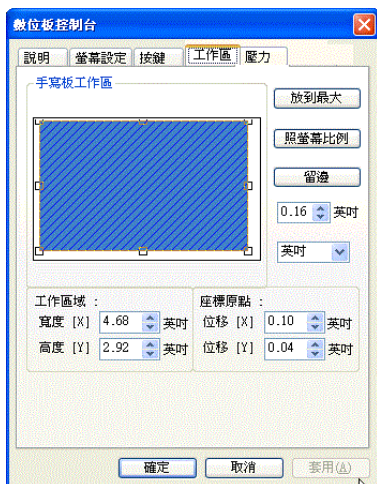 數位板控制台
說明 螢幕設定 按鍵 工作區 壓力
手寫板工作區
放到最大
照螢幕比例
留邊
0.16 英吋
英吋
工作區域 :
寬度 [X] 4.68 英吋
高度 [Y] 2.92 英吋
座標原點 :
位移 [X] 0.10 英吋
位移 [Y] 0.04 英吋
確定 取消 套用(A)